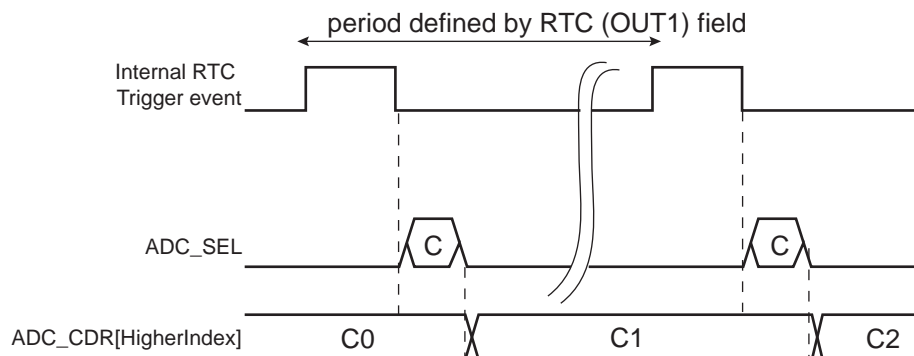 period defined by RTC (OUT1) field
Internal RTC
Trigger event
ADC_SEL
C
C
ADC_CDR[HigherIndex]
C0
C1
C2